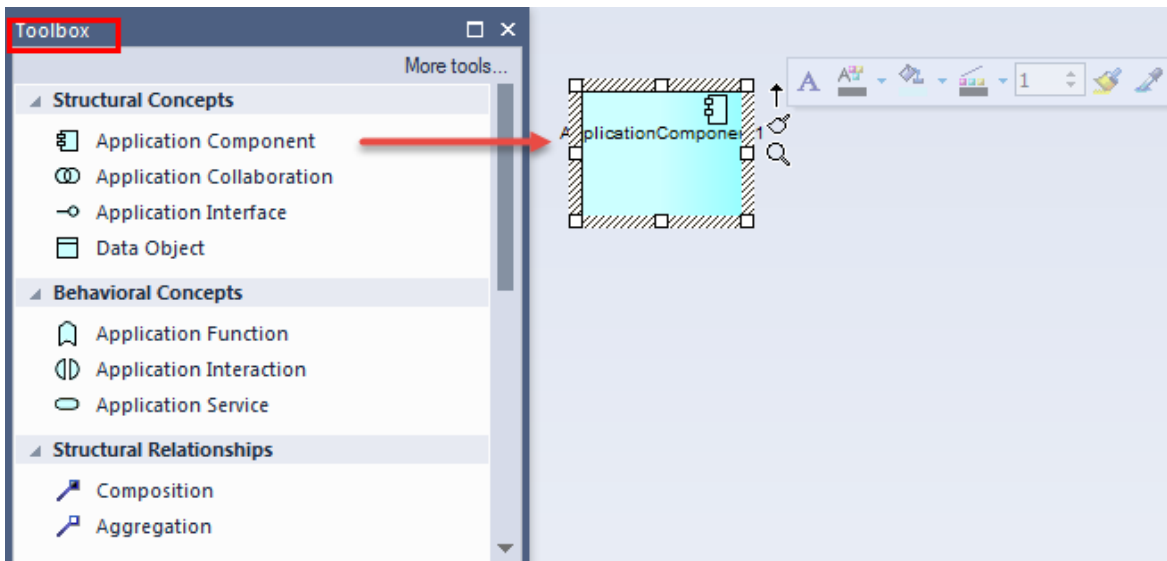 Toolbox
More tools...
Structural Concepts
Application Component
Application Collaboration
Application Interface
Data Object
Behavioral Concepts
Application Function
Application Interaction
Application Service
Structural Relationships
Composition
Aggregation
ApplicationComponent1
A A 1